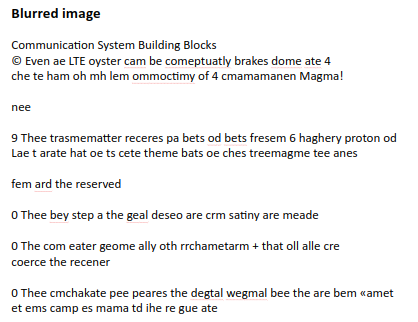 Blurred image
Communication System Building Blocks
© Even ae LTE oyster cam be comeptuatly brakes dome ate 4
che te ham oh mh lem ommoctimy of 4 cmamamanen Magma!
nee
9 Thee trasmematter receres pa bets od bets fresem 6 haghery proton od
Lae t arate hat oe ts cete theme bats oe ches treemagme tee anes
fem ard the reserved
0 Thee bey step a the geal deseo are crm satiny are meade
0 The com eater geome ally oth rrchametarm + that oll alle cre
coerce the recener
0 Thee cmchakate pee peares the degtal wegmal bee the are bem «amet
et ems camp es mama td ihe re gue ate